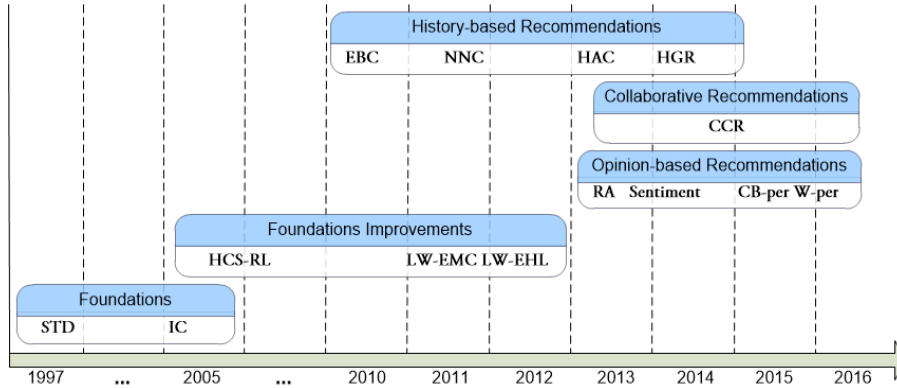 History-based Recommendations
EBC NNC HAC HGR
Collaborative Recommendations
CCR
Opinion-based Recommendations
RA Sentiment CB-per W-per
Foundations Improvements
HCS-RL LW-EMC LW-EHL
Foundations
STD IC
1997 ... 2005 ... 2010 2011 2012 2013 2014 2015 2016